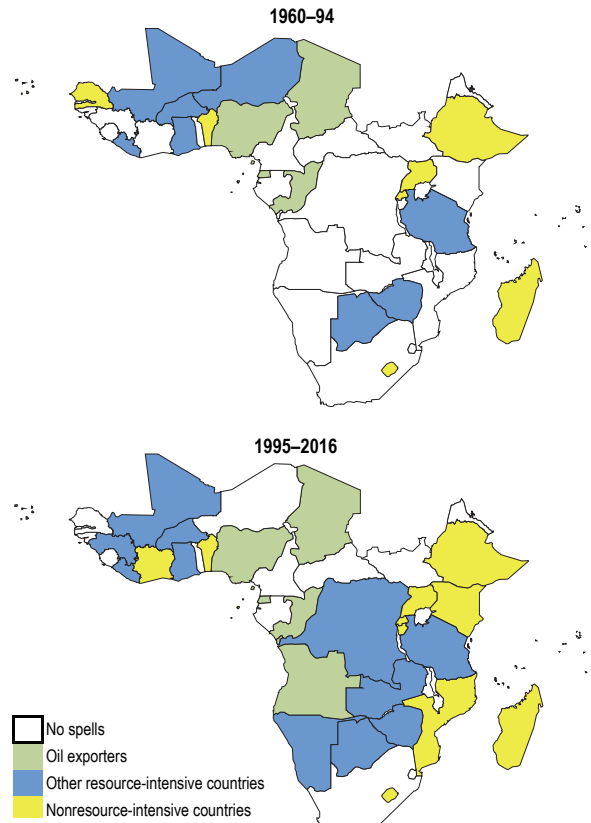 1960–94
1995–2016
No spells
Oil exporters
Other resource-intensive countries
Nonresource-intensive countries